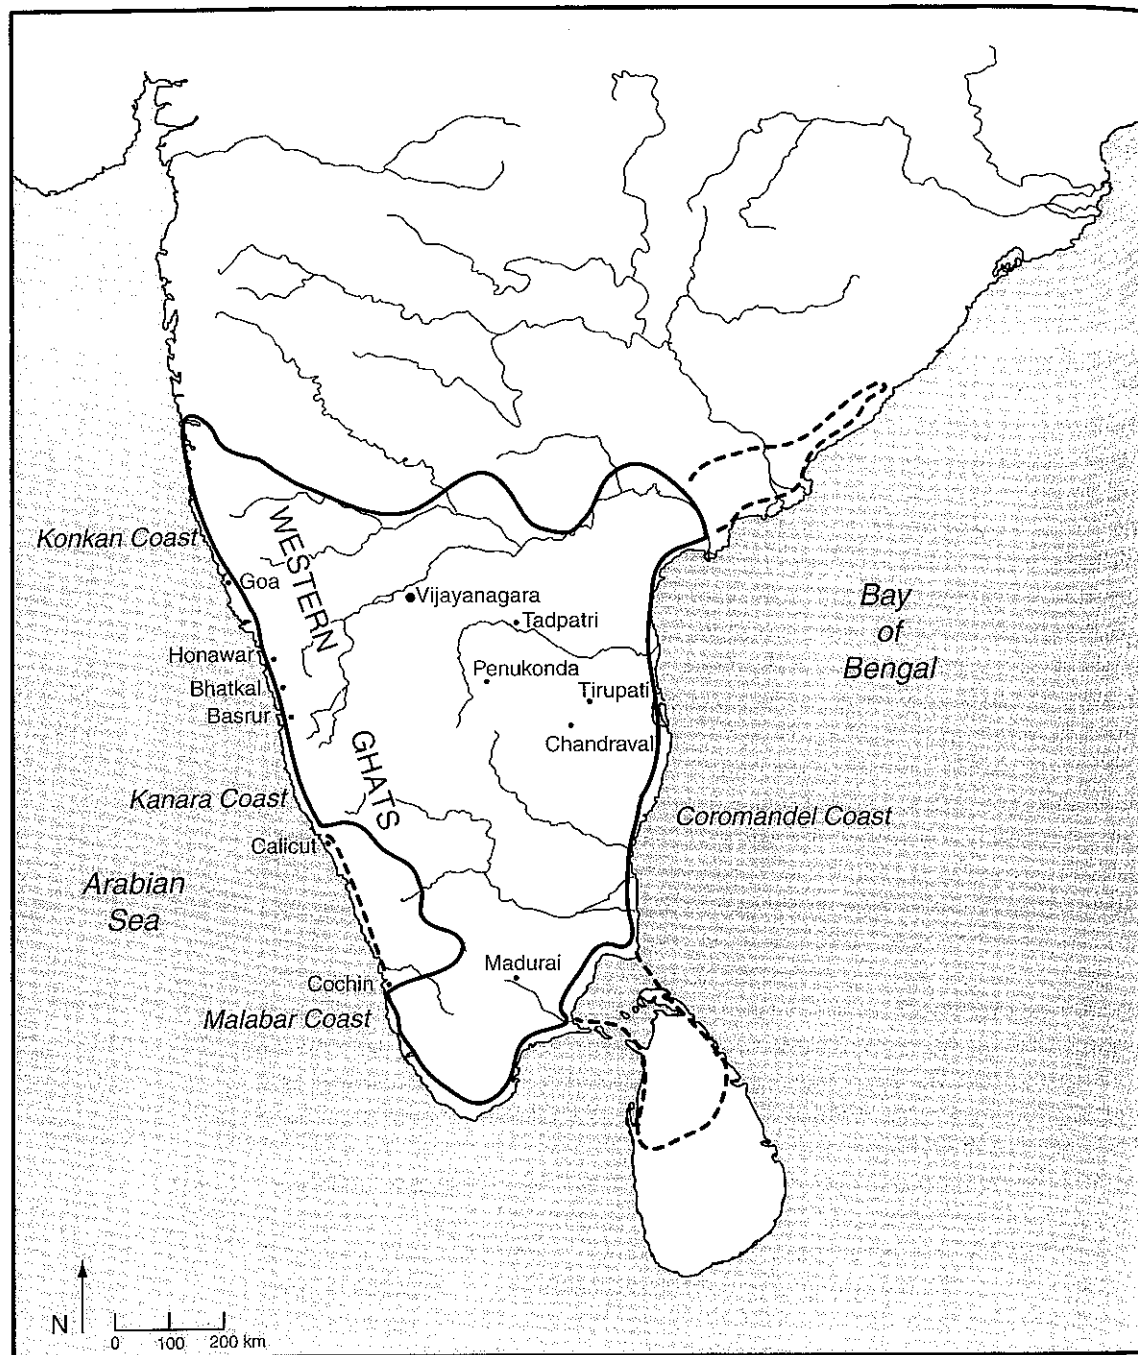 Konkan Coast
Goa
WESTERN
GHATS
Vijayanagara
Tadpatri
Honawar
Penukonda
Bhatkal
Tirupati
Basrur
Chandraval
Bay
of
Bengal
Kanara Coast
Calicut
Coromandel Coast
Arabian
Sea
Madurai
Cochin
Malabar Coast
N
0 100 200 km